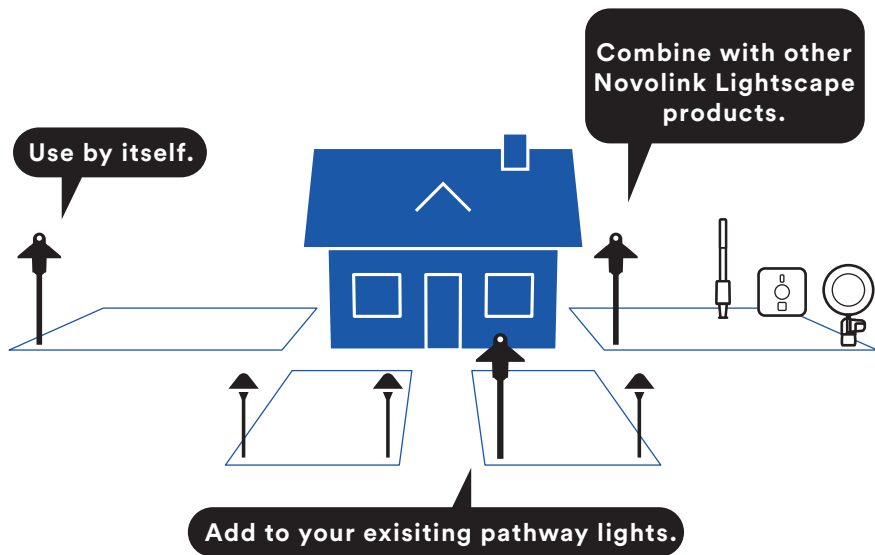 Use by itself.
Combine with other
Novolink Lightscape
products.
Add to your exisiting pathway lights.